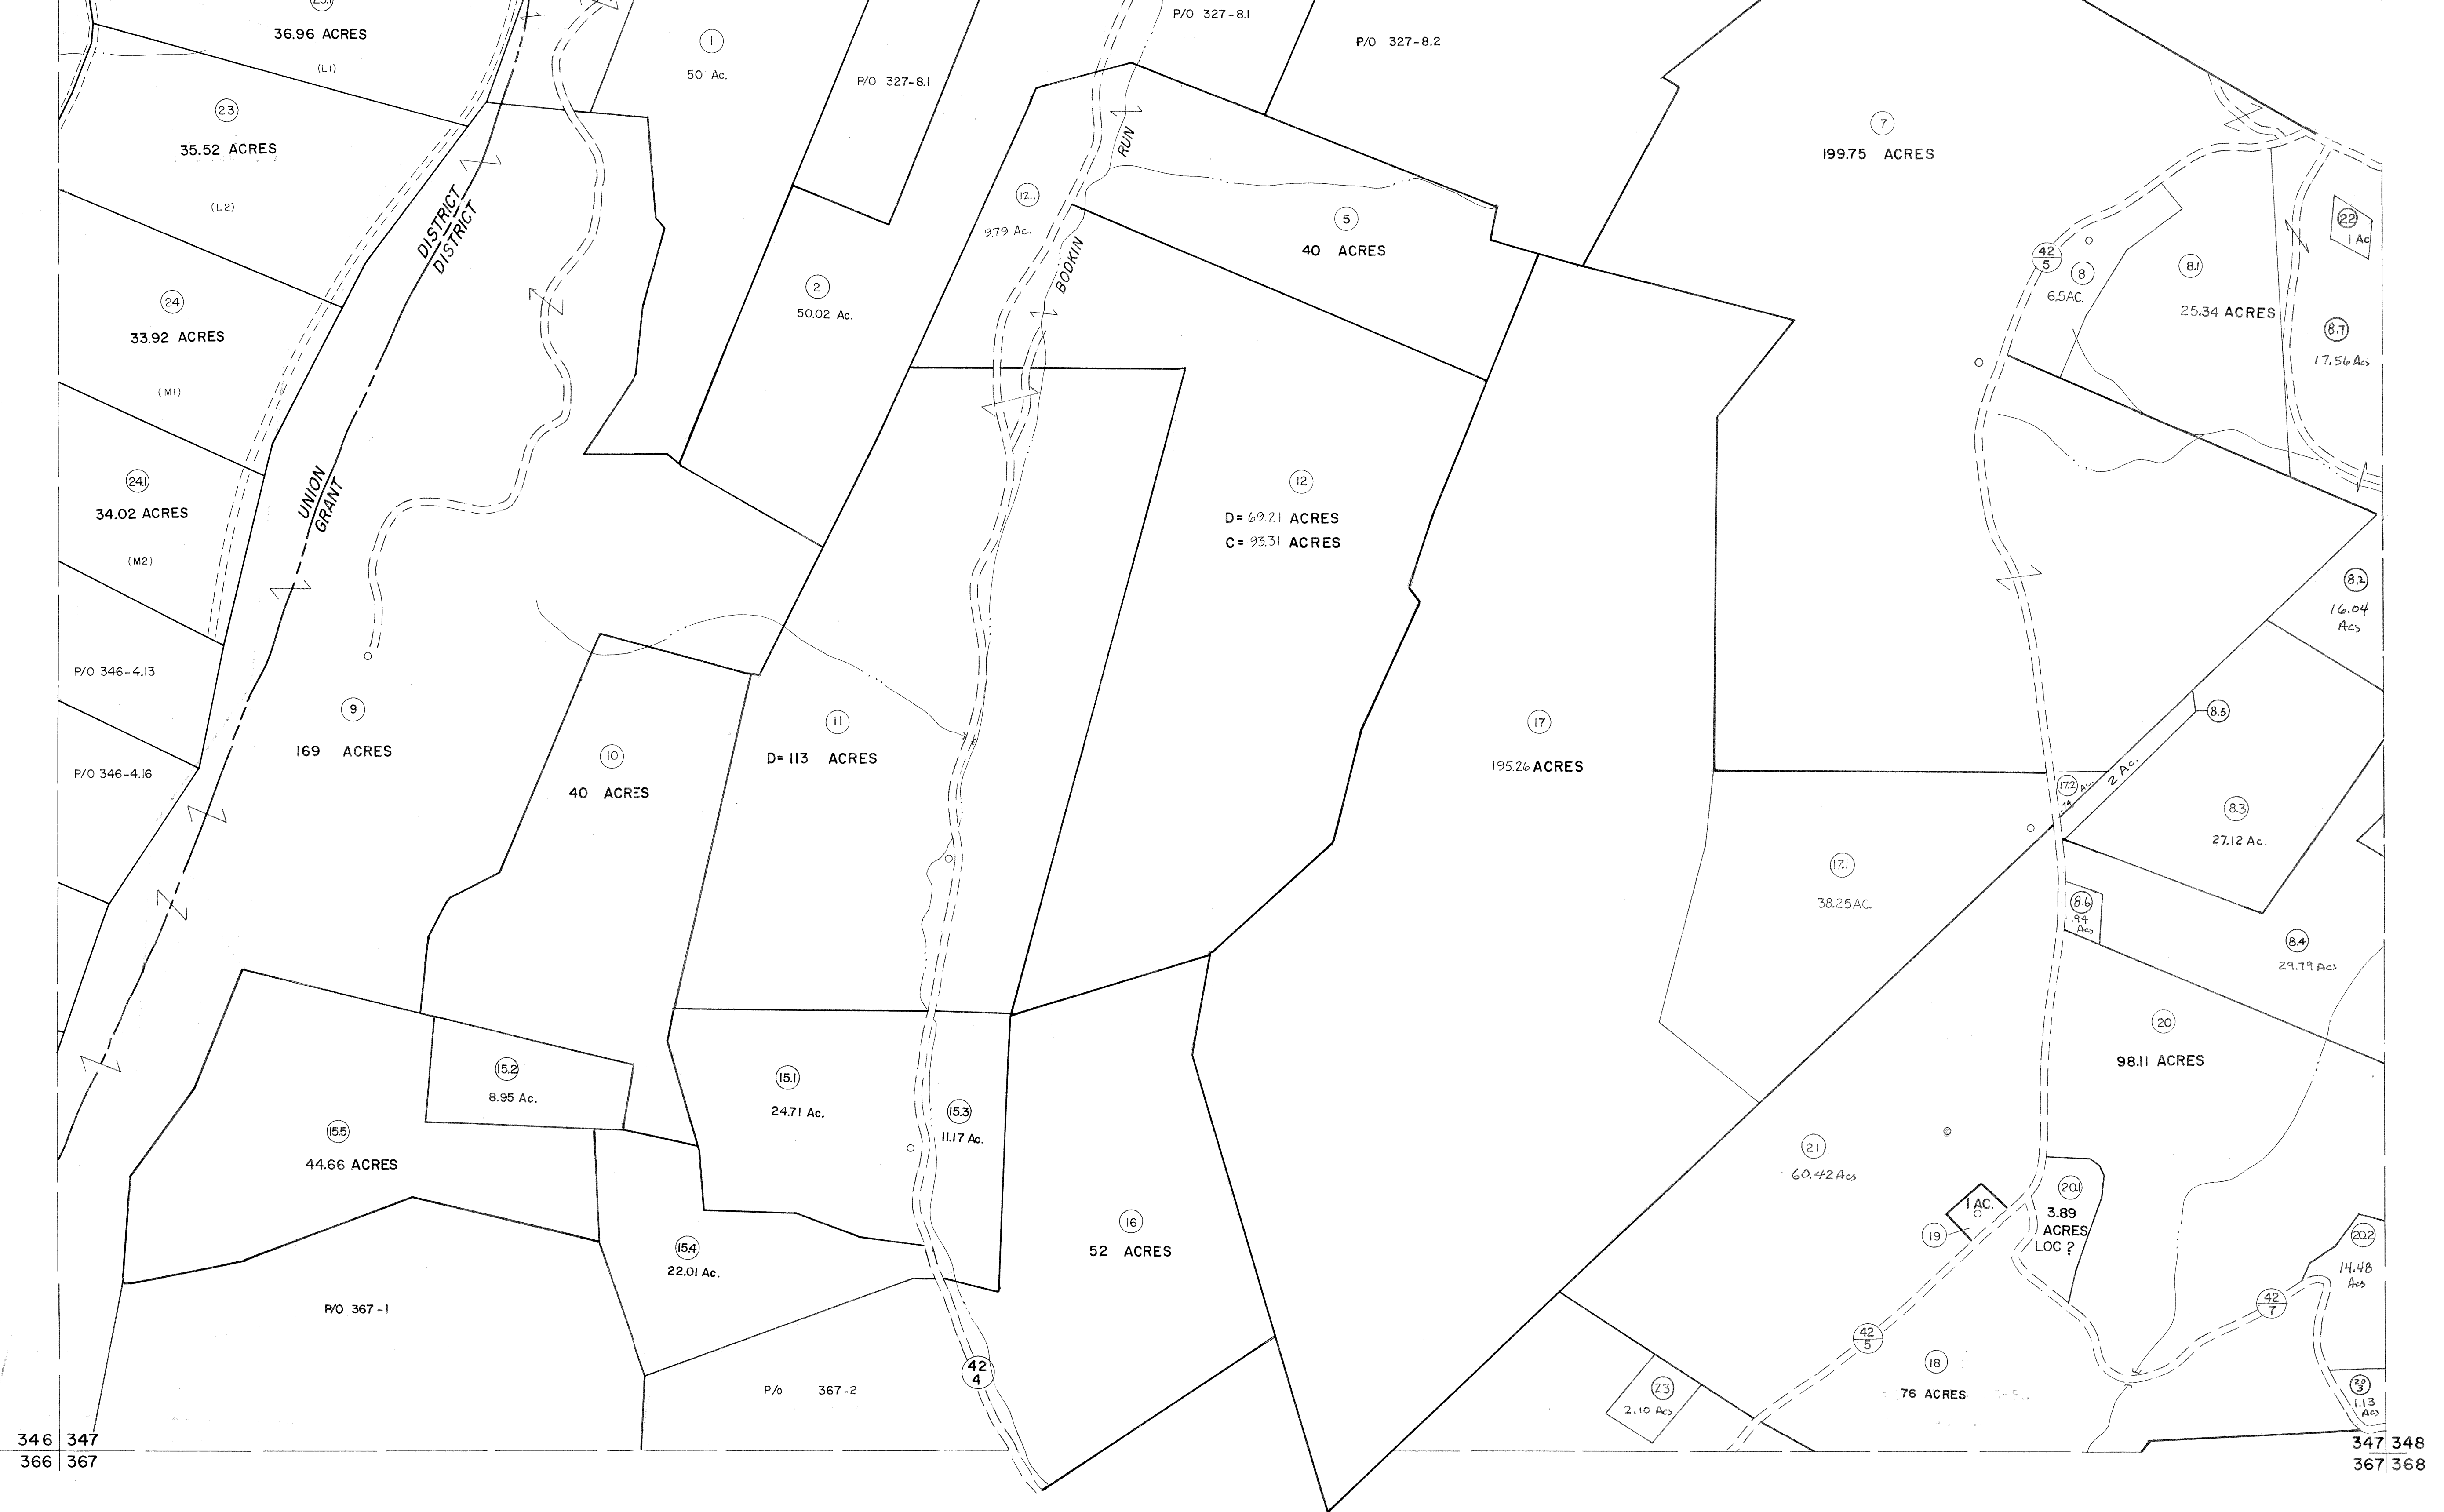 23.1
36.96 ACRES
(L1)
23
35.52 ACRES
(L2)
24
33.92 ACRES
(M1)
24.1
34.02 ACRES
(M2)
P/O 346-4.13
P/O 346-4.16
DISTRICT
DISTRICT
UNION
GRANT
1
50 Ac.
P/O 327-8.1
P/O 327-8.1
P/O 327-8.2
2
50.02 Ac.
12.1
9.79 Ac.
BODKIN RUN
5
40 ACRES
7
199.75 ACRES
42
5
8
6.5 AC.
8.1
25.34 ACRES
22
1 Ac
8.7
17.56 Acs
12
D= 69.21 ACRES
C= 93.31 ACRES
8.2
16.04
Acs
9
169 ACRES
10
40 ACRES
11
D= 113 ACRES
17
195.26 ACRES
8.5
2 Ac.
17.2
.74 Ac.
8.3
27.12 Ac.
17.1
38.25 AC.
8.6
.94
Acs
8.4
29.79 Acs
20
98.11 ACRES
15.2
8.95 Ac.
15.1
24.71 Ac.
15.3
11.17 Ac.
15.5
44.66 ACRES
15.4
22.01 Ac.
16
52 ACRES
21
60.42 Acs
1 AC.
19
20.1
3.89
ACRES
LOC ?
20.2
14.48
Acs
42
7
42
5
P/O 367-1
P/o 367-2
42
4
23
2.10 Acs
18
76 ACRES
20
3
1.13
Acs
346 347
366 367
347 348
367 368